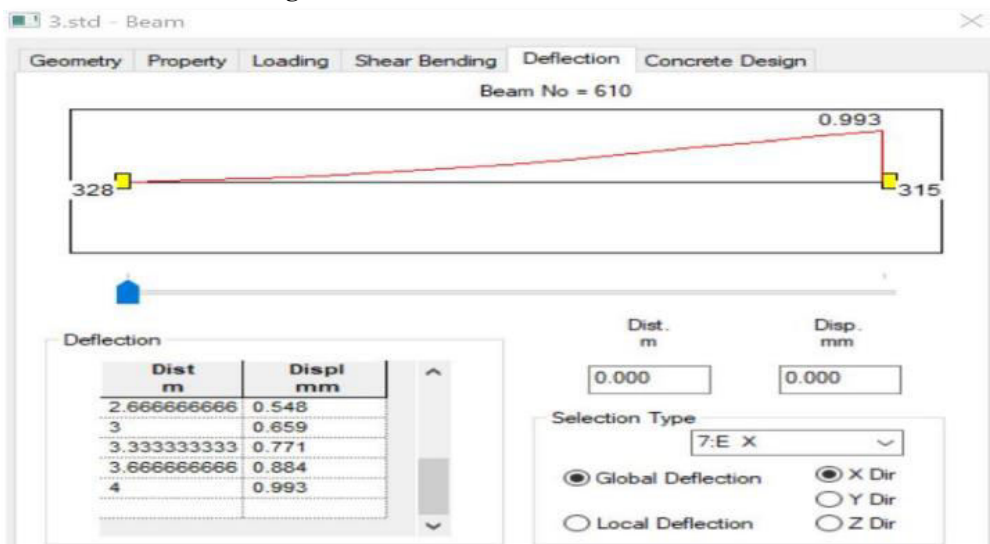 3.std - Beam
Geometry Property Loading Shear Bending Deflection Concrete Design
Beam No = 610
0.993
328 315
Dist. Disp.
m mm
Deflection
Dist Displ
m mm
0.000 0.000
2.666666666 0.548
3 0.659
3.333333333 0.771
3.666666666 0.884
4 0.993
Selection Type
7:E X
Global Deflection X Dir
Y Dir
Local Deflection Z Dir